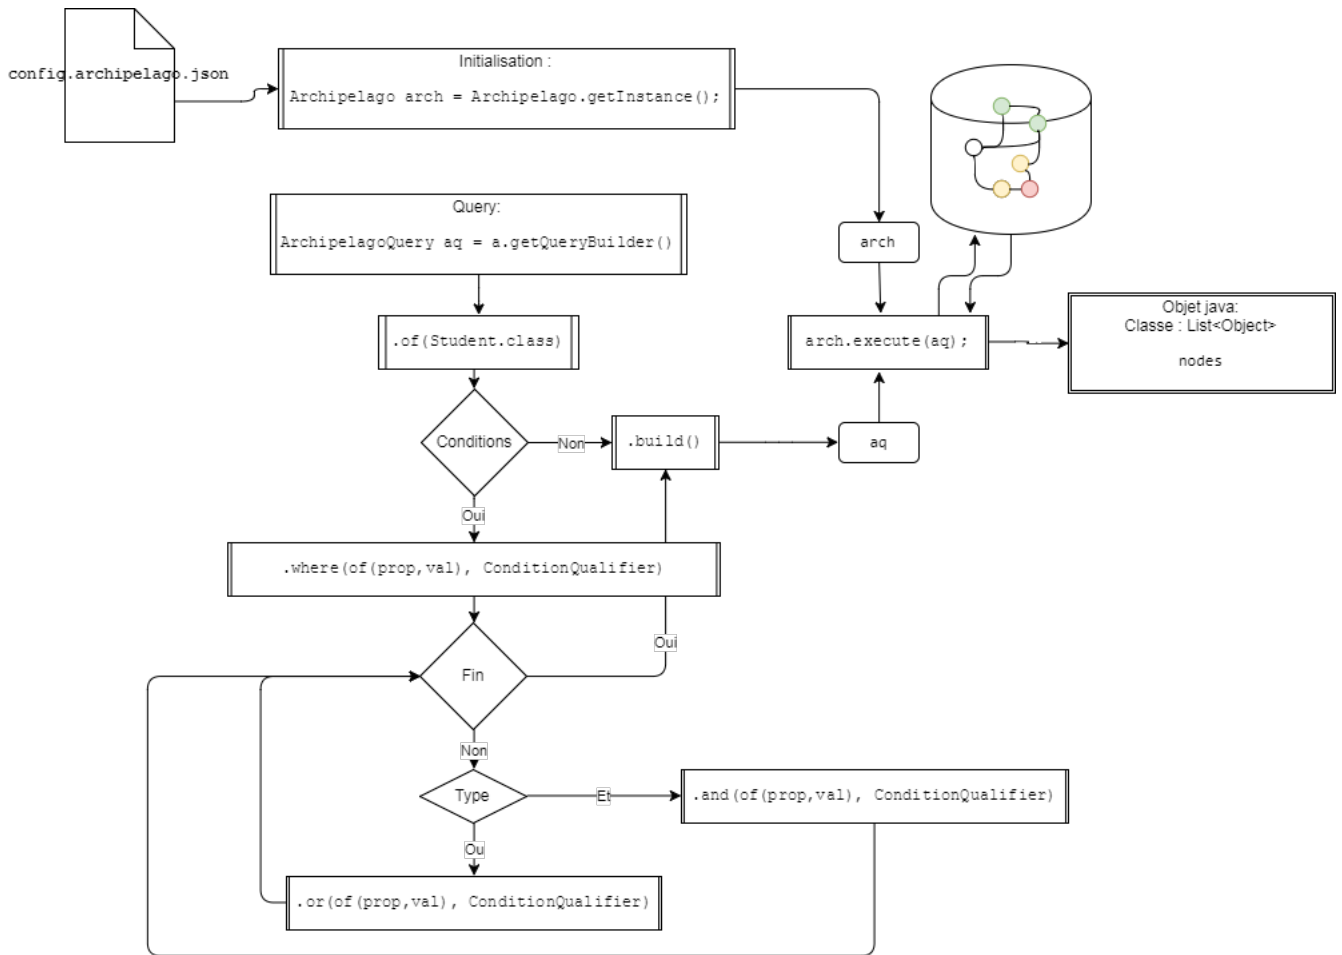 config.archipelago.json
Initialisation :
Archipelago arch = Archipelago.getInstance();
Query:
ArchipelagoQuery aq = a.getQueryBuilder()
arch
.of(Student.class)
arch.execute(aq);
Objet java:
Classe : List<Object>
nodes
Conditions
Non
.build()
aq
Oui
.where(of(prop,val), ConditionQualifier)
Oui
Fin
Non
Type
Et
.and(of(prop,val), ConditionQualifier)
Ou
.or(of(prop,val), ConditionQualifier)